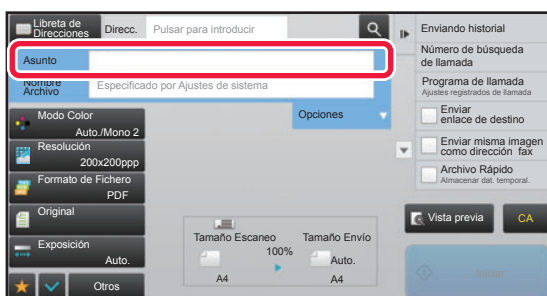 Libreta de
Direcciones
Direcc.
Pulsar para introducir
Asunto
Nombre
Archivo
Especificado por Ajustes de sistema
Opciones
Modo Color
Auto./Mono 2
Resolución
200x200ppp
Formato de Fichero
PDF
Original
Exposición
Auto.
Otros
Tamaño Escaneo
100%
Tamaño Envío
Auto.
A4
A4
Enviando historial
Número de búsqueda
de llamada
Programa de llamada
Ajustes registrados de llamada
Enviar
enlace de destino
Enviar misma imagen
como dirección fax
Archivo Rápido
Almacenar dat. temporal.
Vista previa
CA
Iniciar